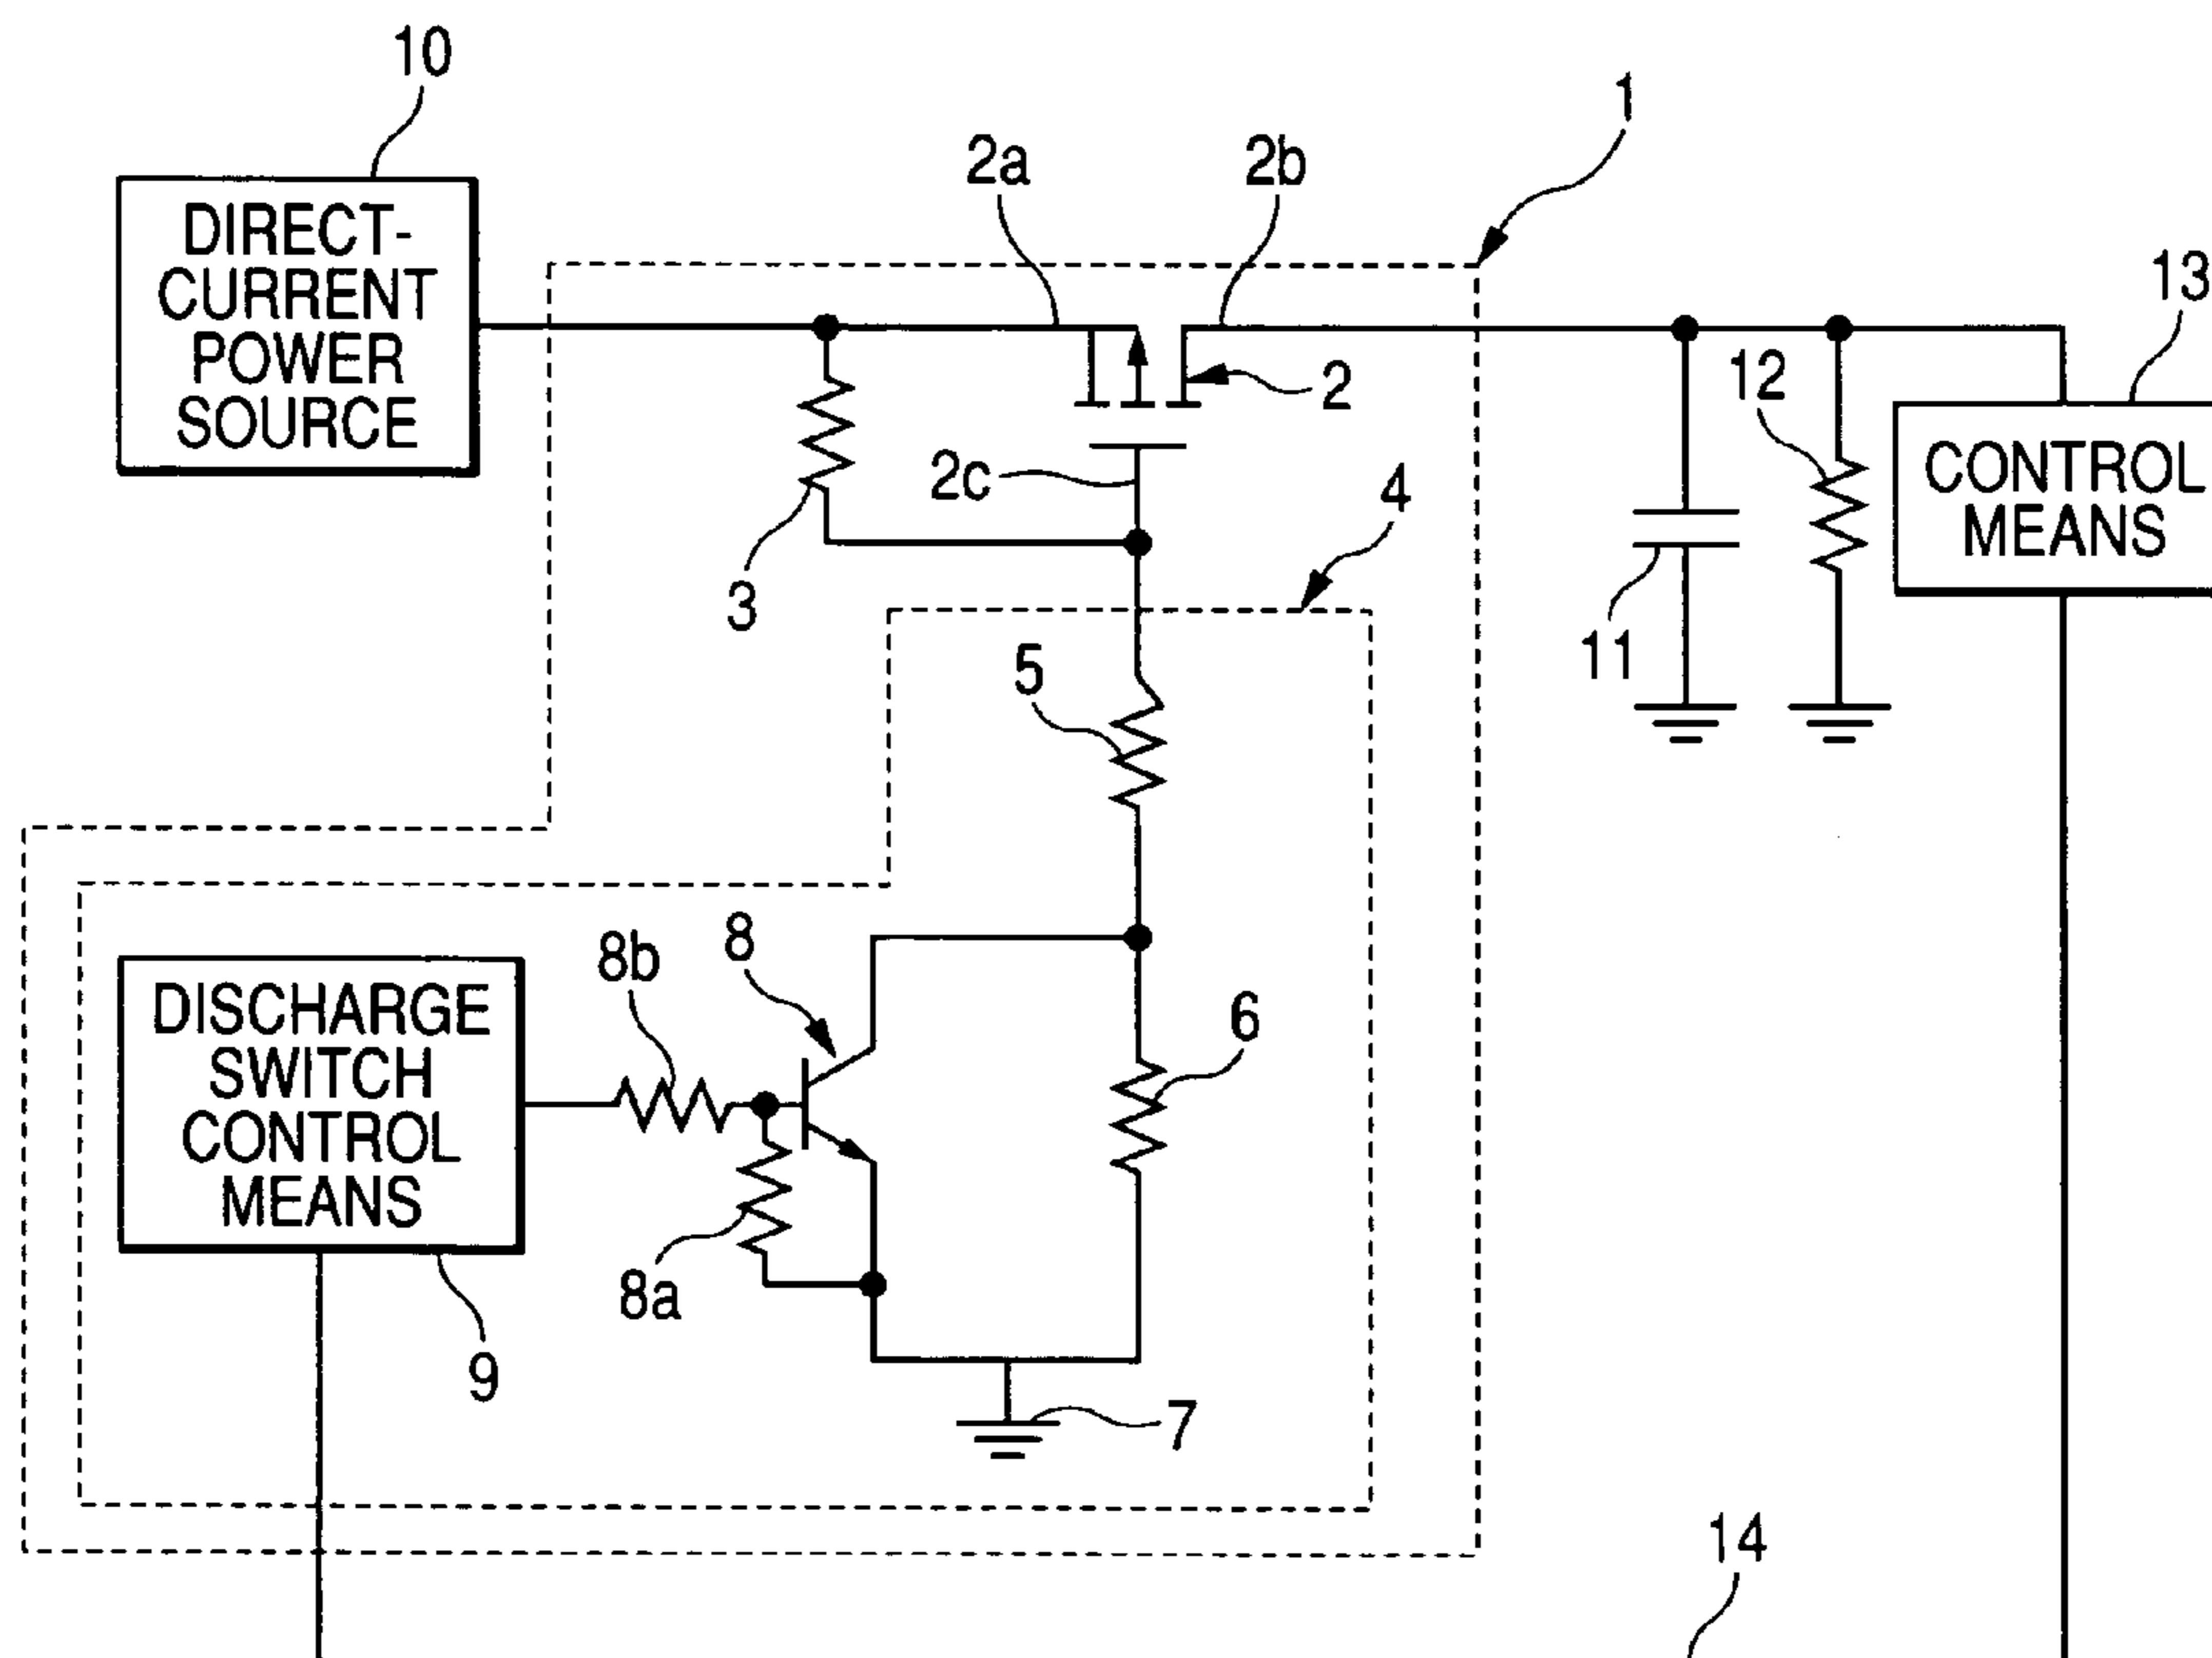 10
1
2a
2b
DIRECT-
CURRENT
POWER
SOURCE
13
2
12
CONTROL
MEANS
2c
4
3
11
5
8
8b
6
DISCHARGE
SWITCH
CONTROL
MEANS
8a
9
7
14